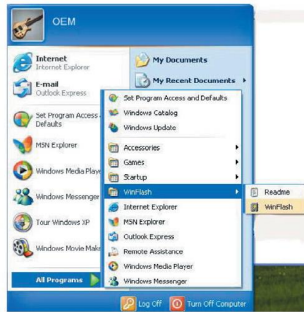 OEM
Internet
Internet Explorer
E-mail
Outlook Express
Set Program Access
Defaults
MSN Explorer
Windows Media Play
Windows Messenger
Tour Windows XP
Windows Movie Mak
All Programs
My Documents
My Recent Documents
Set Program Access and Defaults
Windows Catalog
Windows Update
Accessories
Games
Startup
WinFlash
Internet Explorer
MSN Explorer
Outlook Express
Remote Assistance
Windows Media Player
Windows Messenger
Readme
WinFlash
Log Off
Turn Off Computer